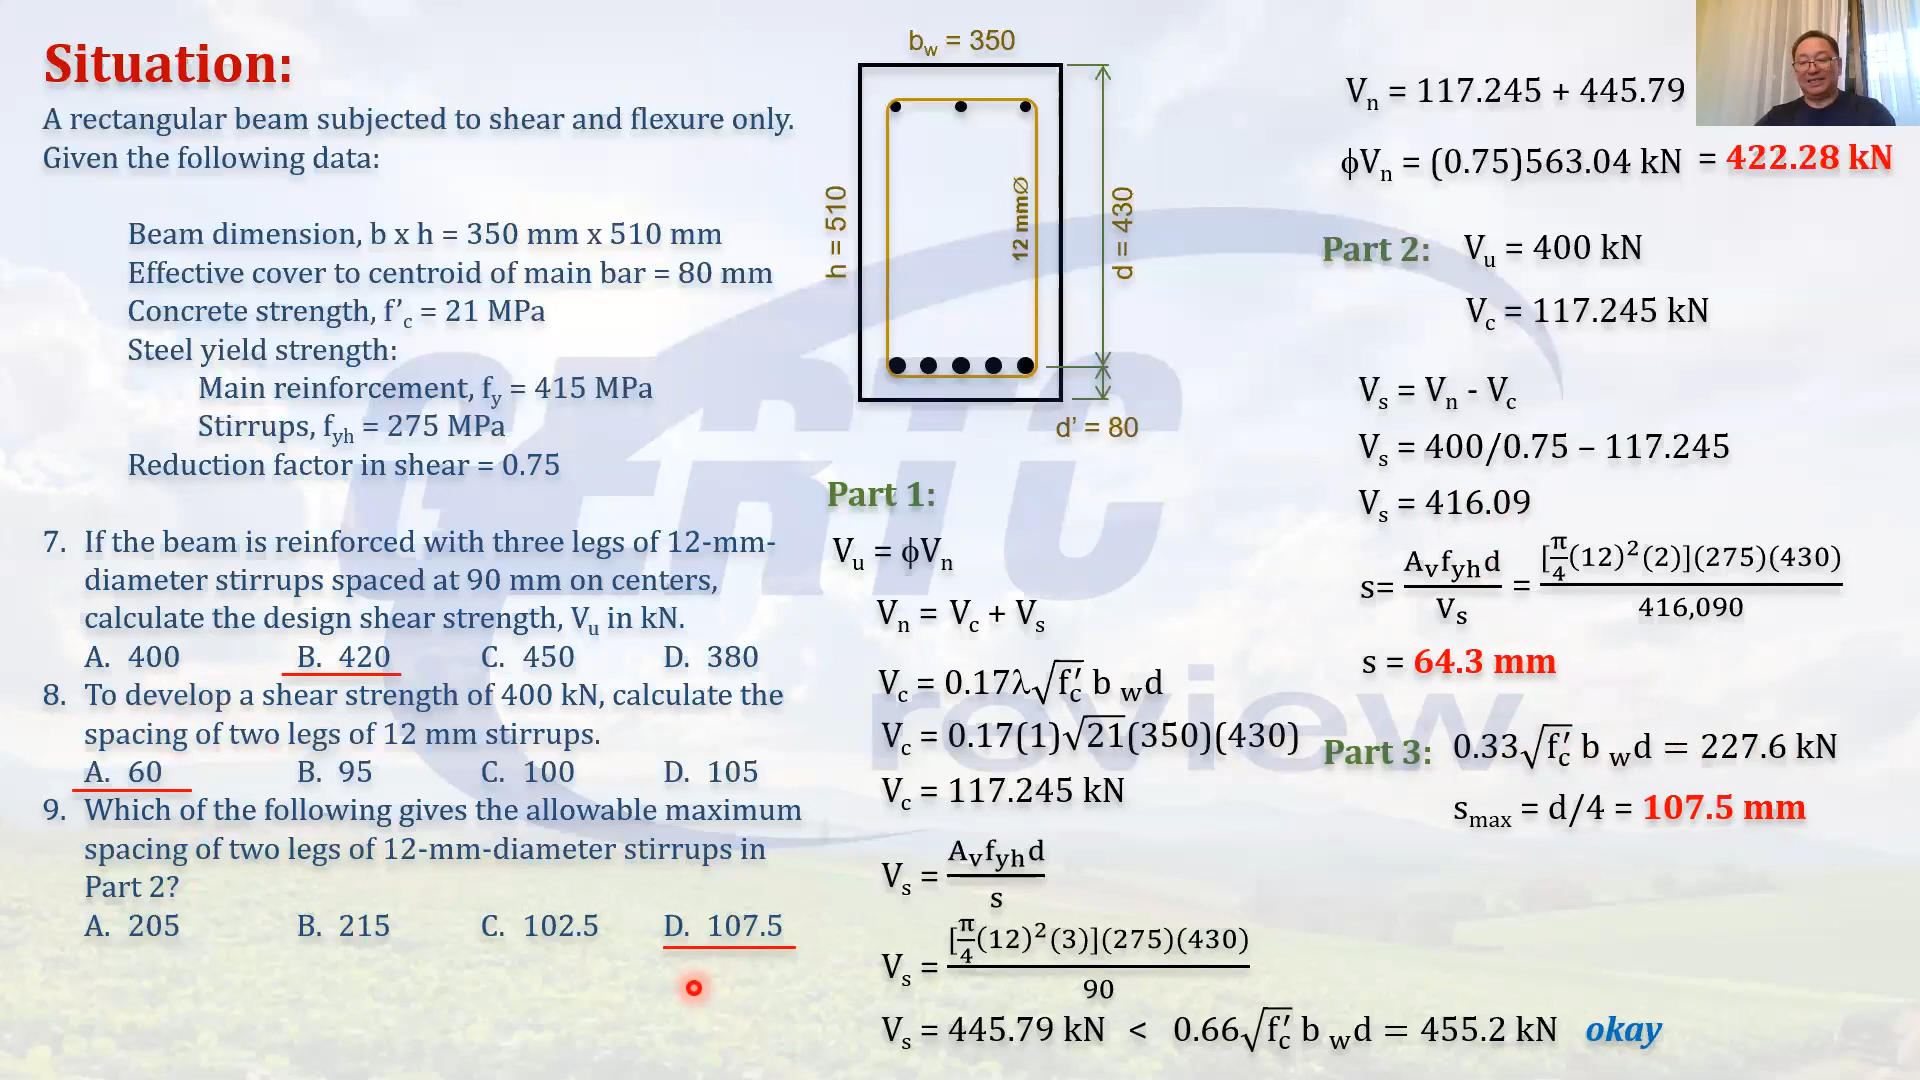 Situation:
A rectangular beam subjected to shear and flexure only.
Given the following data:
Beam dimension, b x h = 350 mm x 510 mm
Effective cover to centroid of main bar = 80 mm
Concrete strength, f'c = 21 MPa
Steel yield strength:
Main reinforcement, fy = 415 MPa
Stirrups, fyh = 275 MPa
Reduction factor in shear = 0.75
7. If the beam is reinforced with three legs of 12-mm-
diameter stirrups spaced at 90 mm on centers,
calculate the design shear strength, Vu in kN.
A. 400 B. 420 C. 450 D. 380
8. To develop a shear strength of 400 kN, calculate the
spacing of two legs of 12 mm stirrups.
A. 60 B. 95 C. 100 D. 105
9. Which of the following gives the allowable maximum
spacing of two legs of 12-mm-diameter stirrups in
Part 2?
A. 205 B. 215 C. 102.5 D. 107.5
bw = 350
h = 510
12 mmØ
d = 430
d' = 80
Part 1:
Vu = ϕVn
Vn = Vc + Vs
Vc = 0.17λ√f'c b wd
Vc = 0.17(1)√21(350)(430)
Vc = 117.245 kN
Vs = Avfyhd / s
Vs = [π/4(12)²(3)](275)(430) / 90
Vs = 445.79 kN < 0.66√f'c b wd = 455.2 kN okay
Vn = 117.245 + 445.79
ϕVn = (0.75)563.04 kN = 422.28 kN
Part 2: Vu = 400 kN
Vc = 117.245 kN
Vs = Vn - Vc
Vs = 400/0.75 – 117.245
Vs = 416.09
s= Avfyhd / Vs = [π/4(12)²(2)](275)(430) / 416,090
s = 64.3 mm
Part 3: 0.33√f'c b wd = 227.6 kN
smax = d/4 = 107.5 mm
review